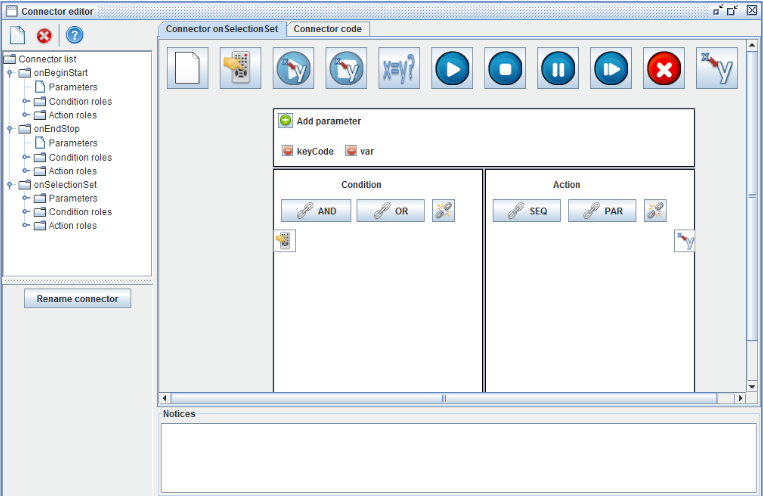 Connector editor
Connector onSelectionSet
Connector code
Connector list
onBeginStart
Parameters
Condition roles
Action roles
onEndStop
Parameters
Condition roles
Action roles
onSelectionSet
Parameters
Condition roles
Action roles
Rename connector
y
x y
x=y?
x y
Add parameter
keyCode var
Condition
Action
AND OR
SEQ PAR
x y
Notices